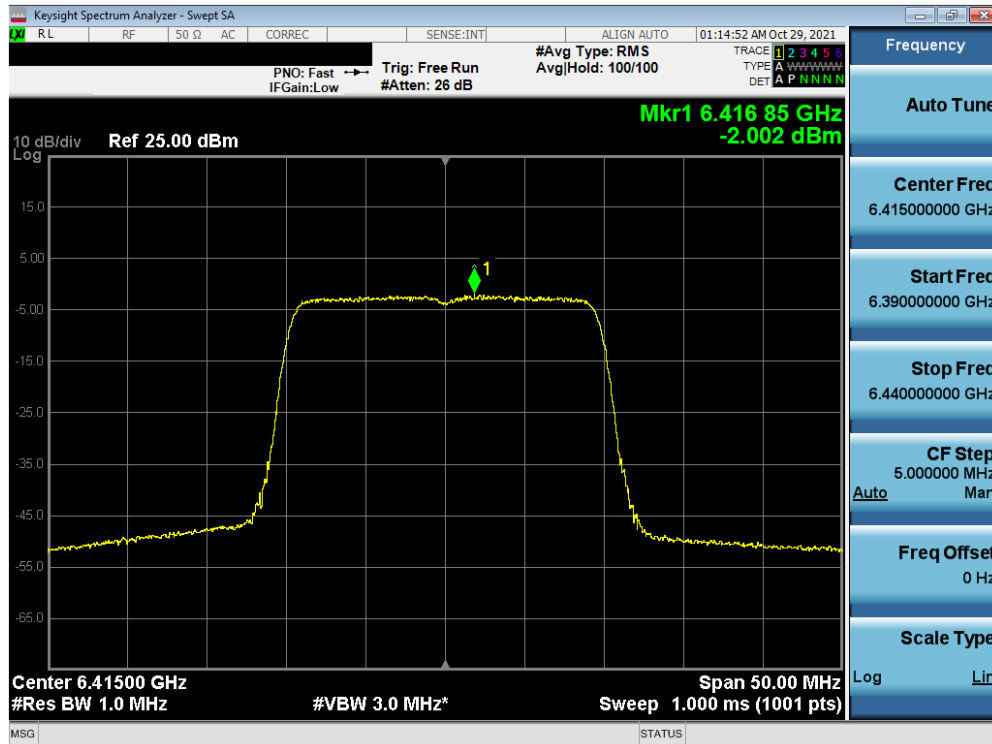 Keysight Spectrum Analyzer - Swept SA
LXI RL RF 50 Ω AC CORREC SENSE:INT ALIGN AUTO 01:14:52 AM Oct 29, 2021
PNO: Fast
IFGain:Low
Trig: Free Run
#Atten: 26 dB
#Avg Type: RMS
Avg|Hold: 100/100
TRACE 1 2 3 4 5 6
TYPE A WWWWW
DET A P N N N N
Mkr1 6.416 85 GHz
-2.002 dBm
10 dB/div
Log
Ref 25.00 dBm
15.0
5.00
-5.00
-15.0
-25.0
-35.0
-45.0
-55.0
-65.0
1
Center 6.41500 GHz
#Res BW 1.0 MHz
#VBW 3.0 MHz*
Span 50.00 MHz
Sweep 1.000 ms (1001 pts)
MSG
STATUS
Frequency
Auto Tune
Center Freq
6.415000000 GHz
Start Freq
6.390000000 GHz
Stop Freq
6.440000000 GHz
CF Step
5.000000 MHz
Auto Man
Freq Offset
0 Hz
Scale Type
Log Lin